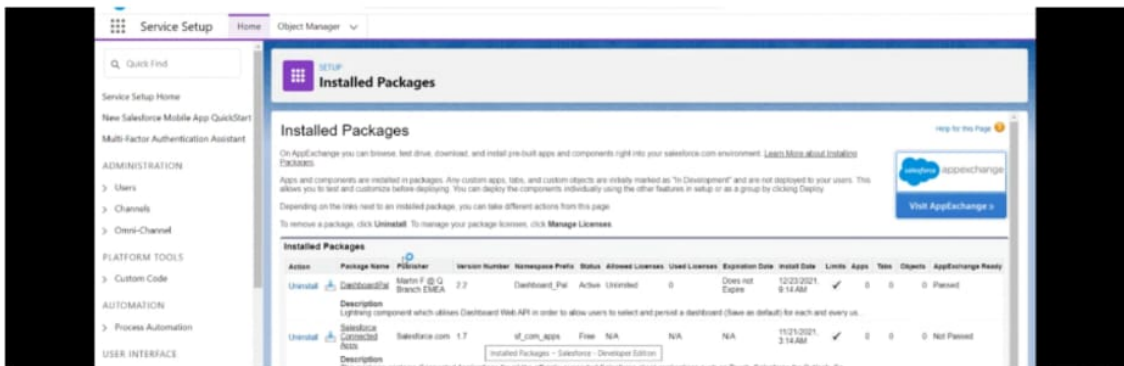 Service Setup Home Object Manager
Quick Find
SETUP
Installed Packages
Service Setup Home
New Salesforce Mobile App QuickStart
Multi-Factor Authentication Assistant
ADMINISTRATION
Users
Channels
Omni-Channel
PLATFORM TOOLS
Custom Code
AUTOMATION
Process Automation
USER INTERFACE
Installed Packages
Help for this Page
On AppExchange you can browse, test drive, download, and install pre-built apps and components right into your salesforce.com environment. Learn More about Installing
Packages.
Apps and components are installed in packages. Any custom apps, tabs, and custom objects are initially marked as "In Development" and are not deployed to your users. This
allows you to test and customize before deploying. You can deploy the components individually using the other features in setup or as a group by clicking Deploy.
Depending on the links next to an installed package, you can take different actions from this page.
To remove a package, click Uninstall. To manage your package licenses, click Manage Licenses.
salesforce appexchange
Visit AppExchange »
Installed Packages
Action Package Name Publisher Version Number Namespace Prefix Status Allowed Licenses Used Licenses Expiration Date Install Date Limits Apps Tabs Objects AppExchange Ready
Uninstall DashboardPal Martin F @ Q Branch EMEA 2.2 Dashboard_Pal Active Unlimited 0 Does not Expire 12/23/2021, 9:14 AM 0 0 0 Passed
Description
Lightning component which utilises Dashboard Web API in order to allow users to select and persist a dashboard (Save as default) for each and every us...
Uninstall Salesforce Connected Apps Salesforce.com 1.7 sf_com_apps Free N/A N/A N/A 11/21/2021, 3:14 AM 0 0 0 Not Passed
Description
Installed Packages ~ Salesforce - Developer Edition